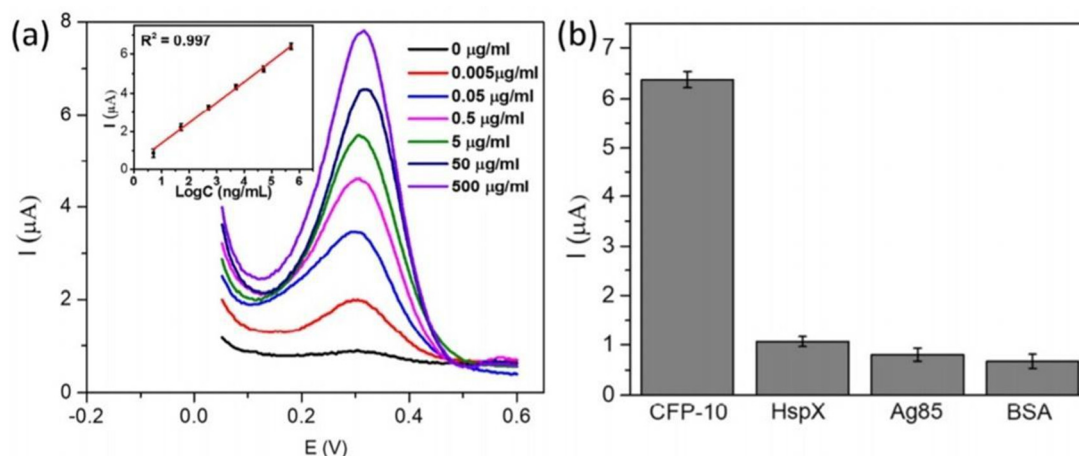 (a)
8
6
4
2
0
I (µA)
-0.2
0.0
0.2
0.4
0.6
E (V)
R² = 0.997
6
4
2
0
I (µA)
0 1 2 3 4 5 6
LogC (ng/mL)
0 µg/ml
0.005µg/ml
0.05 µg/ml
0.5 µg/ml
5 µg/ml
50 µg/ml
500 µg/ml
(b)
7
6
5
4
3
2
1
0
I (µA)
CFP-10 HspX Ag85 BSA